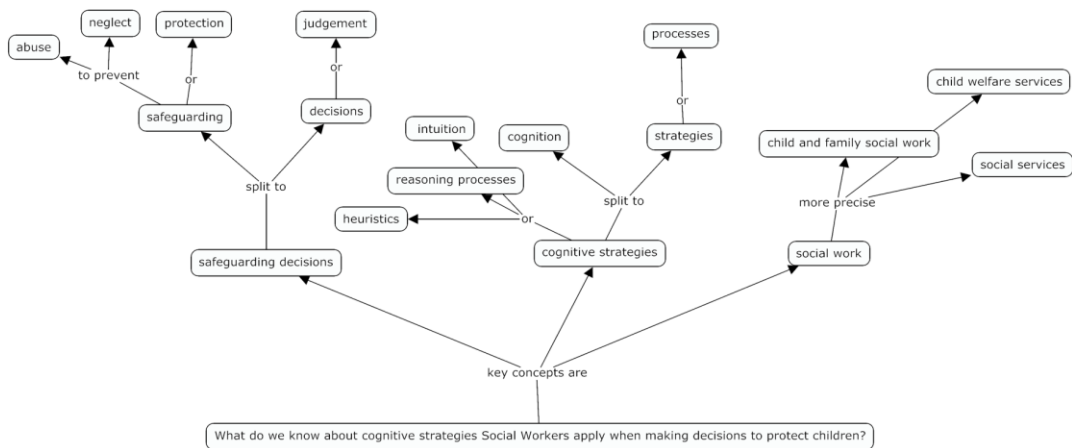 neglect
protection
judgement
abuse
processes
to prevent
or
or
child welfare services
safeguarding
decisions
or
intuition
cognition
strategies
child and family social work
social services
reasoning processes
split to
split to
more precise
heuristics
or
safeguarding decisions
cognitive strategies
social work
key concepts are
What do we know about cognitive strategies Social Workers apply when making decisions to protect children?